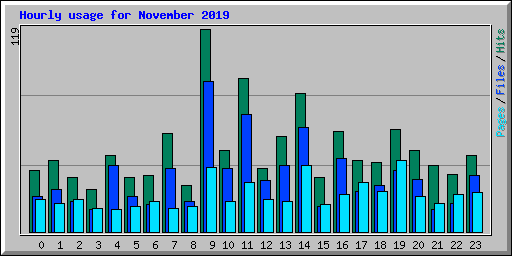 Hourly usage for November 2019
119
Pages / Files / Hits
0 1 2 3 4 5 6 7 8 9 10 11 12 13 14 15 16 17 18 19 20 21 22 23